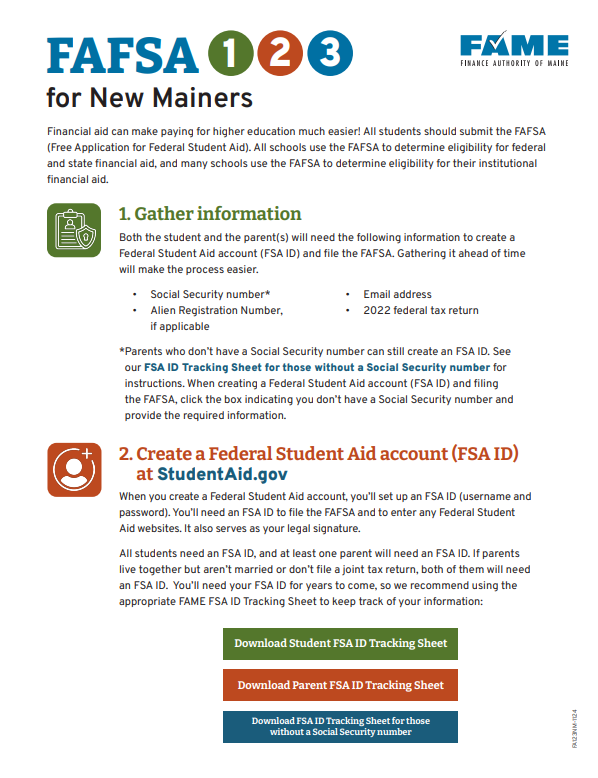 FAFSA 1 2 3
FAME
FINANCE AUTHORITY OF MAINE
for New Mainers
Financial aid can make paying for higher education much easier! All students should submit the FAFSA
(Free Application for Federal Student Aid). All schools use the FAFSA to determine eligibility for federal
and state financial aid, and many schools use the FAFSA to determine eligibility for their institutional
financial aid.
1. Gather information
Both the student and the parent(s) will need the following information to create a
Federal Student Aid account (FSA ID) and file the FAFSA. Gathering it ahead of time
will make the process easier.
• Social Security number*
• Alien Registration Number,
if applicable
• Email address
• 2022 federal tax return
*Parents who don't have a Social Security number can still create an FSA ID. See
our FSA ID Tracking Sheet for those without a Social Security number for
instructions. When creating a Federal Student Aid account (FSA ID) and filing
the FAFSA, click the box indicating you don't have a Social Security number and
provide the required information.
2. Create a Federal Student Aid account (FSA ID)
at StudentAid.gov
When you create a Federal Student Aid account, you'll set up an FSA ID (username and
password). You'll need an FSA ID to file the FAFSA and to enter any Federal Student
Aid websites. It also serves as your legal signature.
All students need an FSA ID, and at least one parent will need an FSA ID. If parents
live together but aren't married or don't file a joint tax return, both of them will need
an FSA ID. You'll need your FSA ID for years to come, so we recommend using the
appropriate FAME FSA ID Tracking Sheet to keep track of your information:
Download Student FSA ID Tracking Sheet
Download Parent FSA ID Tracking Sheet
Download FSA ID Tracking Sheet for those
without a Social Security number
FA123NM-1124